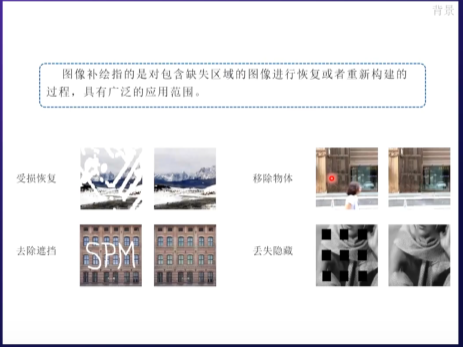 背景
图像补绘指的是对包含缺失区域的图像进行恢复或者重新构建的
过程，具有广泛的应用范围。
受损恢复
移除物体
去除遮挡
SPM
丢失隐藏